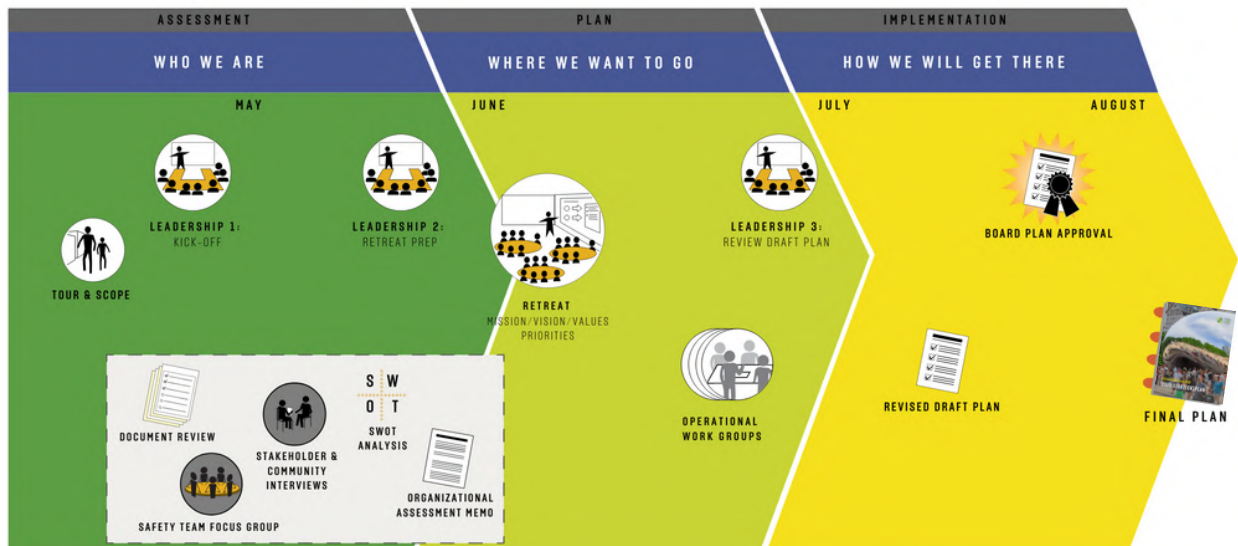 ASSESSMENT
PLAN
IMPLEMENTATION
WHO WE ARE
WHERE WE WANT TO GO
HOW WE WILL GET THERE
MAY
JUNE
JULY
AUGUST
TOUR & SCOPE
LEADERSHIP 1:
KICK-OFF
LEADERSHIP 2:
RETREAT PREP
DOCUMENT REVIEW
SAFETY TEAM FOCUS GROUP
STAKEHOLDER &
COMMUNITY
INTERVIEWS
S W
O T
SWOT
ANALYSIS
ORGANIZATIONAL
ASSESSMENT MEMO
RETREAT
MISSION/VISION/VALUES
PRIORITIES
LEADERSHIP 3:
REVIEW DRAFT PLAN
OPERATIONAL
WORK GROUPS
BOARD PLAN APPROVAL
REVISED DRAFT PLAN
FINAL PLAN